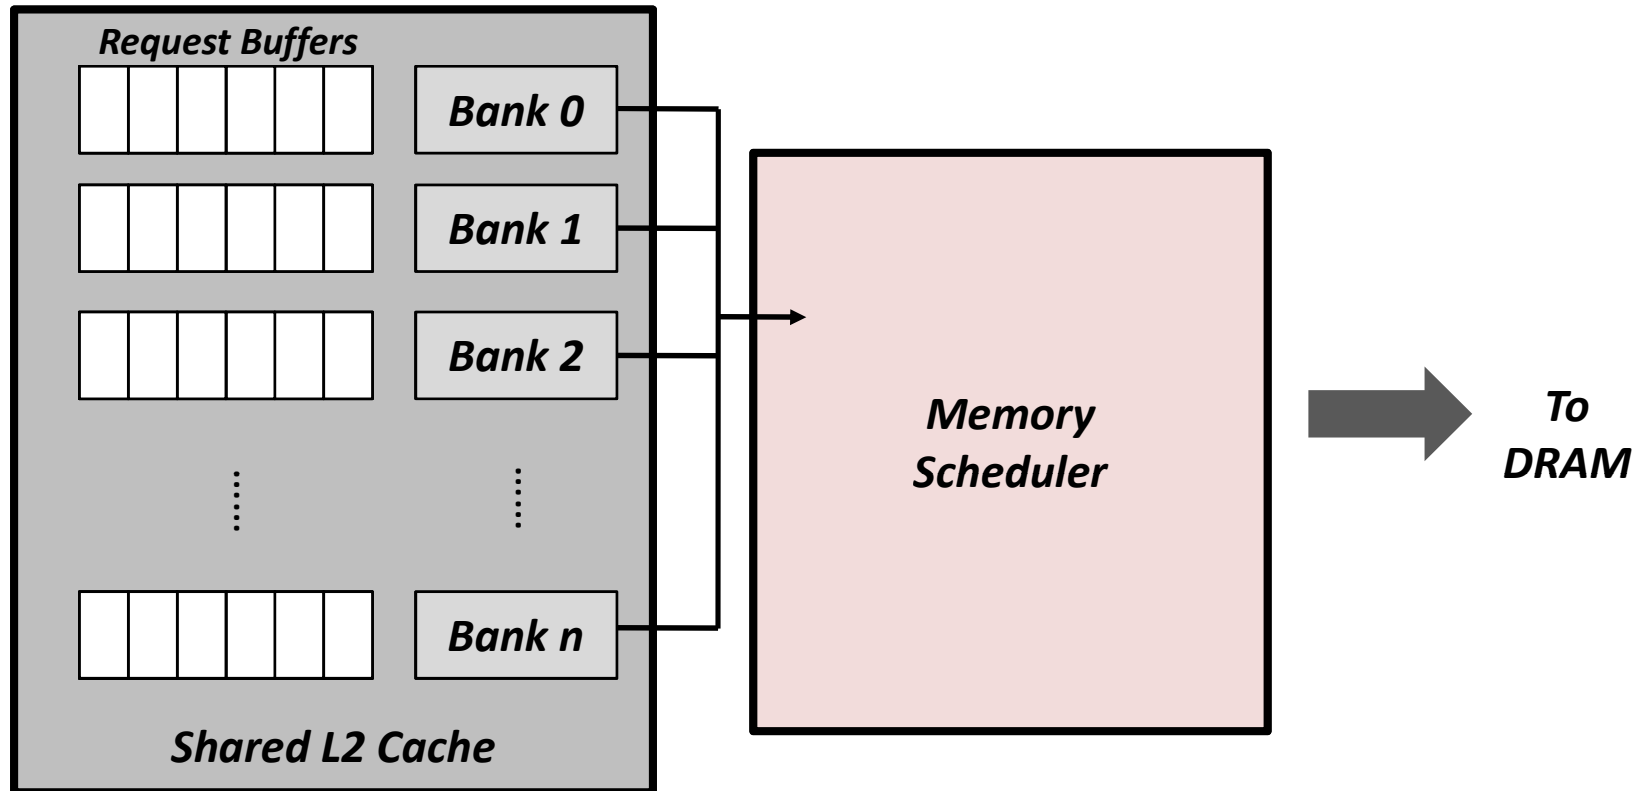 Request Buffers
Bank 0
Bank 1
Bank 2
Bank n
Shared L2 Cache
Memory
Scheduler
To
DRAM